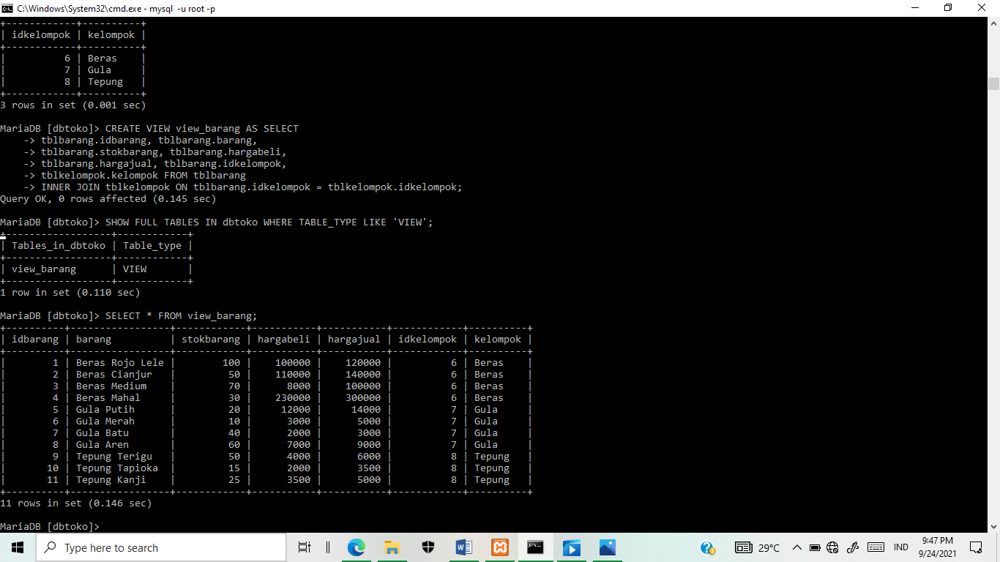 C:\Windows\System32\cmd.exe - mysql  -u root -p
+------------+----------+
| idkelompok | kelompok |
+------------+----------+
|          6 | Beras    |
|          7 | Gula     |
|          8 | Tepung   |
+------------+----------+
3 rows in set (0.001 sec)
MariaDB [dbtoko]> CREATE VIEW view_barang AS SELECT
    -> tblbarang.idbarang, tblbarang.barang,
    -> tblbarang.stokbarang, tblbarang.hargabeli,
    -> tblbarang.hargajual, tblbarang.idkelompok,
    -> tblkelompok.kelompok FROM tblbarang
    -> INNER JOIN tblkelompok ON tblbarang.idkelompok = tblkelompok.idkelompok;
Query OK, 0 rows affected (0.145 sec)
MariaDB [dbtoko]> SHOW FULL TABLES IN dbtoko WHERE TABLE_TYPE LIKE 'VIEW';
+------------------+------------+
| Tables_in_dbtoko | Table_type |
+------------------+------------+
| view_barang      | VIEW       |
+------------------+------------+
1 row in set (0.110 sec)
MariaDB [dbtoko]> SELECT * FROM view_barang;
+----------+-----------------+------------+-----------+-----------+------------+----------+
| idbarang | barang          | stokbarang | hargabeli | hargajual | idkelompok | kelompok |
+----------+-----------------+------------+-----------+-----------+------------+----------+
|        1 | Beras Rojo Lele |        100 |    100000 |    120000 |          6 | Beras    |
|        2 | Beras Cianjur   |         50 |    110000 |    140000 |          6 | Beras    |
|        3 | Beras Medium    |         70 |      8000 |    100000 |          6 | Beras    |
|        4 | Beras Mahal     |         30 |    230000 |    300000 |          6 | Beras    |
|        5 | Gula Putih      |         20 |     12000 |     14000 |          7 | Gula     |
|        6 | Gula Merah      |         10 |      3000 |      5000 |          7 | Gula     |
|        7 | Gula Batu       |         40 |      2000 |      3000 |          7 | Gula     |
|        8 | Gula Aren       |         60 |      7000 |      9000 |          7 | Gula     |
|        9 | Tepung Terigu   |         50 |      4000 |      6000 |          8 | Tepung   |
|       10 | Tepung Tapioka  |         15 |      2000 |      3500 |          8 | Tepung   |
|       11 | Tepung Kanji    |         25 |      3500 |      5000 |          8 | Tepung   |
+----------+-----------------+------------+-----------+-----------+------------+----------+
11 rows in set (0.146 sec)
MariaDB [dbtoko]>
Type here to search
29°C
IND
9:47 PM
9/24/2021